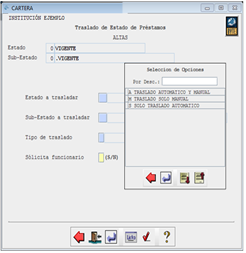 CARTERA
INSTITUCIÓN EJEMPLO
Traslado de Estado de Préstamos
ALTAS
Estado 0 VIGENTE
Sub-Estado 0 .VIGENTE
Seleccion de Opciones
Por Desc.:
A TRASLADO AUTOMATICO Y MANUAL
M TRASLADO SOLO MANUAL
S SOLO TRASLADO AUTOMATICO
Estado a trasladar
Sub-Estado a trasladar
Tipo de traslado
Sólicita funcionario (S/N)